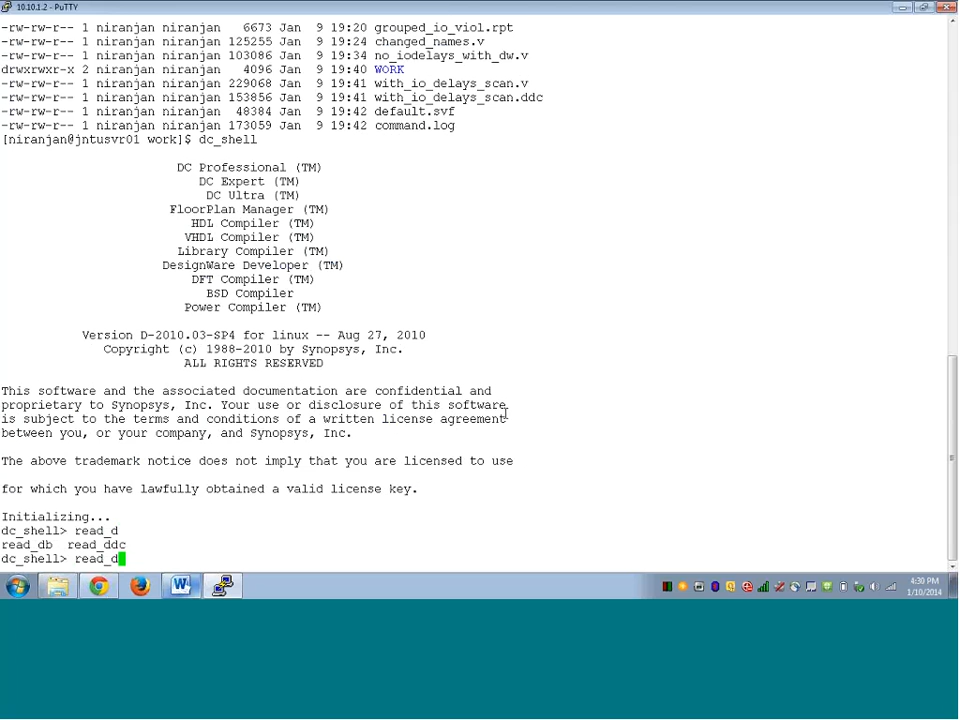 10.10.1.2 - PuTTY
-rw-rw-r-- 1 niranjan niranjan   6673 Jan  9 19:20 grouped_io_viol.rpt
-rw-rw-r-- 1 niranjan niranjan 125255 Jan  9 19:24 changed_names.v
-rw-rw-r-- 1 niranjan niranjan 103086 Jan  9 19:34 no_iodelays_with_dw.v
drwxrwxr-x 2 niranjan niranjan   4096 Jan  9 19:40 WORK
-rw-rw-r-- 1 niranjan niranjan 229068 Jan  9 19:41 with_io_delays_scan.v
-rw-rw-r-- 1 niranjan niranjan 153856 Jan  9 19:41 with_io_delays_scan.ddc
-rw-rw-r-- 1 niranjan niranjan  48384 Jan  9 19:42 default.svf
-rw-rw-r-- 1 niranjan niranjan 173059 Jan  9 19:42 command.log
[niranjan@jntusvr01 work]$ dc_shell
DC Professional (TM)
DC Expert (TM)
DC Ultra (TM)
FloorPlan Manager (TM)
HDL Compiler (TM)
VHDL Compiler (TM)
Library Compiler (TM)
DesignWare Developer (TM)
DFT Compiler (TM)
BSD Compiler
Power Compiler (TM)
Version D-2010.03-SP4 for linux -- Aug 27, 2010
Copyright (c) 1988-2010 by Synopsys, Inc.
ALL RIGHTS RESERVED
This software and the associated documentation are confidential and
proprietary to Synopsys, Inc. Your use or disclosure of this software
is subject to the terms and conditions of a written license agreement
between you, or your company, and Synopsys, Inc.
The above trademark notice does not imply that you are licensed to use
for which you have lawfully obtained a valid license key.
Initializing...
dc_shell> read_d
read_db  read_ddc
dc_shell> read_d
4:30 PM
1/10/2014